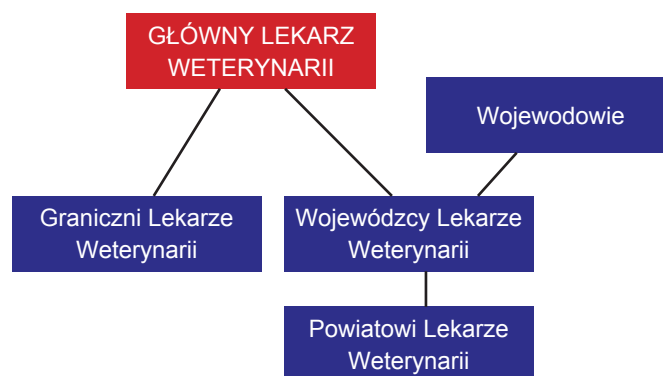 GŁÓWNY LEKARZ
WETERYNARII
Wojewodowie
Graniczni Lekarze
Weterynarii
Wojewódzcy Lekarze
Weterynarii
Powiatowi Lekarze
Weterynarii